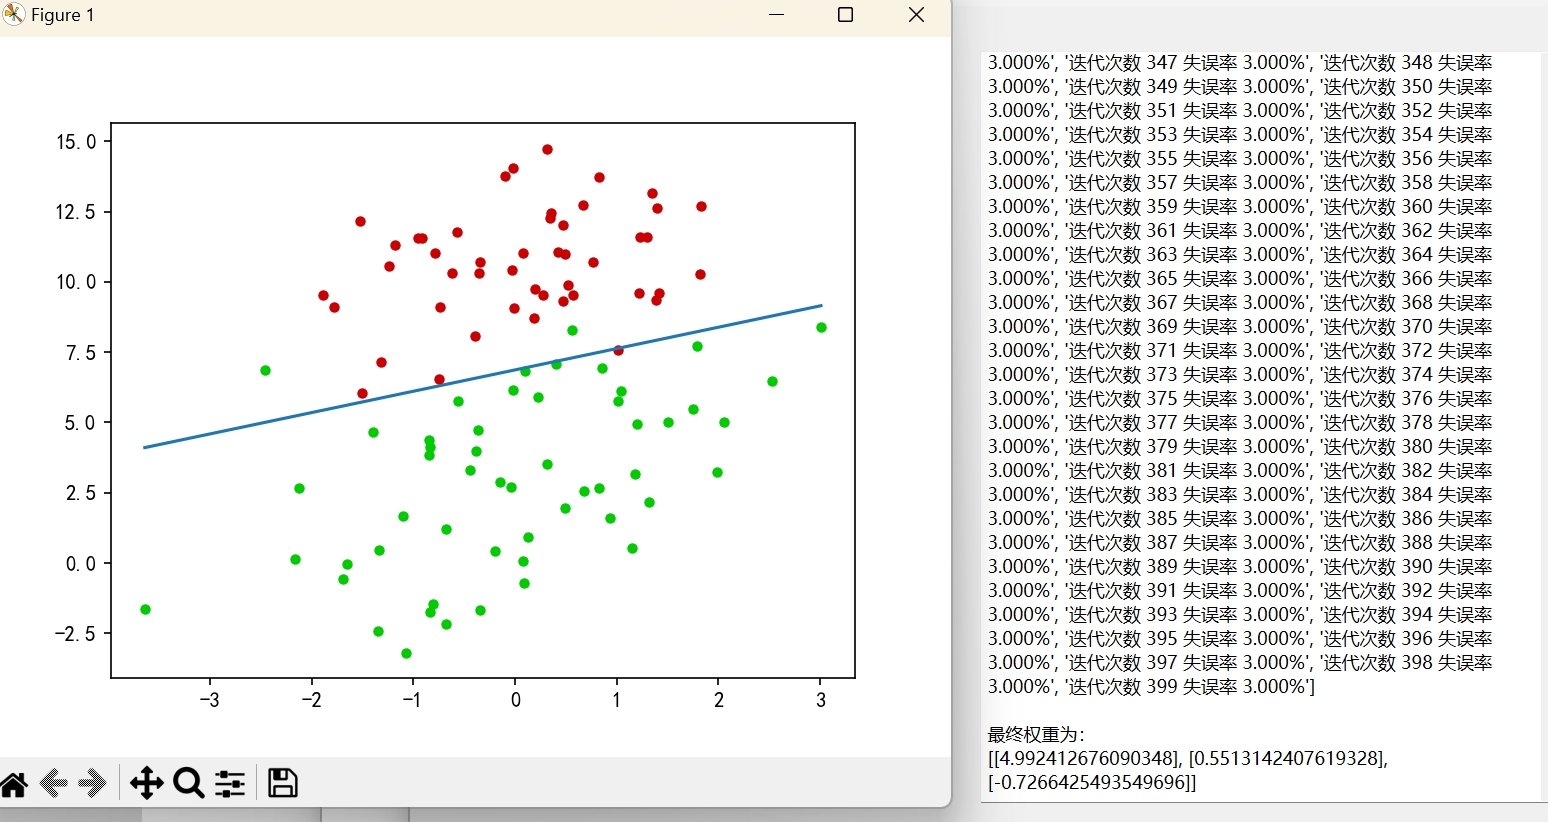 Figure 1
15.0
12.5
10.0
7.5
5.0
2.5
0.0
−2.5
−3
−2
−1
0
1
2
3
3.000%', '迭代次数 347 失误率 3.000%', '迭代次数 348 失误率
3.000%', '迭代次数 349 失误率 3.000%', '迭代次数 350 失误率
3.000%', '迭代次数 351 失误率 3.000%', '迭代次数 352 失误率
3.000%', '迭代次数 353 失误率 3.000%', '迭代次数 354 失误率
3.000%', '迭代次数 355 失误率 3.000%', '迭代次数 356 失误率
3.000%', '迭代次数 357 失误率 3.000%', '迭代次数 358 失误率
3.000%', '迭代次数 359 失误率 3.000%', '迭代次数 360 失误率
3.000%', '迭代次数 361 失误率 3.000%', '迭代次数 362 失误率
3.000%', '迭代次数 363 失误率 3.000%', '迭代次数 364 失误率
3.000%', '迭代次数 365 失误率 3.000%', '迭代次数 366 失误率
3.000%', '迭代次数 367 失误率 3.000%', '迭代次数 368 失误率
3.000%', '迭代次数 369 失误率 3.000%', '迭代次数 370 失误率
3.000%', '迭代次数 371 失误率 3.000%', '迭代次数 372 失误率
3.000%', '迭代次数 373 失误率 3.000%', '迭代次数 374 失误率
3.000%', '迭代次数 375 失误率 3.000%', '迭代次数 376 失误率
3.000%', '迭代次数 377 失误率 3.000%', '迭代次数 378 失误率
3.000%', '迭代次数 379 失误率 3.000%', '迭代次数 380 失误率
3.000%', '迭代次数 381 失误率 3.000%', '迭代次数 382 失误率
3.000%', '迭代次数 383 失误率 3.000%', '迭代次数 384 失误率
3.000%', '迭代次数 385 失误率 3.000%', '迭代次数 386 失误率
3.000%', '迭代次数 387 失误率 3.000%', '迭代次数 388 失误率
3.000%', '迭代次数 389 失误率 3.000%', '迭代次数 390 失误率
3.000%', '迭代次数 391 失误率 3.000%', '迭代次数 392 失误率
3.000%', '迭代次数 393 失误率 3.000%', '迭代次数 394 失误率
3.000%', '迭代次数 395 失误率 3.000%', '迭代次数 396 失误率
3.000%', '迭代次数 397 失误率 3.000%', '迭代次数 398 失误率
3.000%', '迭代次数 399 失误率 3.000%']
最终权重为：
[[4.992412676090348], [0.5513142407619328],
[-0.7266425493549696]]